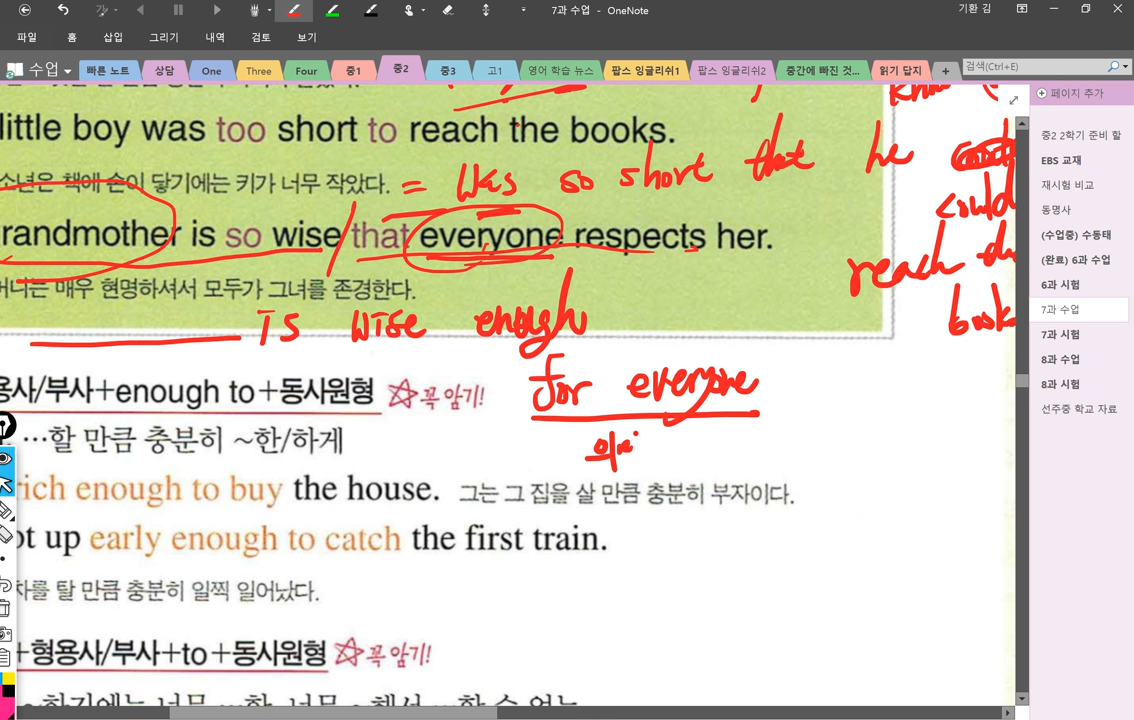 7과 수업 - OneNote
기환 김
파일 홈 삽입 그리기 내역 검토 보기
수업 빠른 노트 상담 One Three Four 중1 중2 중3 고1 영어 학습 뉴스 팝스 잉글리쉬1 팝스 잉글리쉬2 중간에 빠진 것... 읽기 답지 + 검색(Ctrl+E)
페이지 추가
중2 2학기 준비 할
EBS 교재
재시험 비교
동명사
(수업중) 수동태
(완료) 6과 수업
6과 시험
7과 수업
7과 시험
8과 수업
8과 시험
선주중 학교 자료
little boy was too short to reach the books.
소년은 책에 손이 닿기에는 키가 너무 작았다. = was so short that he
could
reach the
book
randmother is so wise that everyone respects her.
머니는 매우 현명하셔서 모두가 그녀를 존경한다.
is wise enough
for everyone
용사/부사+enough to+동사원형 꼭 암기!
…할 만큼 충분히 ~한/하게
rich enough to buy the house. 그는 그 집을 살 만큼 충분히 부자이다.
ot up early enough to catch the first train.
차를 탈 만큼 충분히 일찍 일어났다.
+형용사/부사+to+동사원형 꼭 암기!